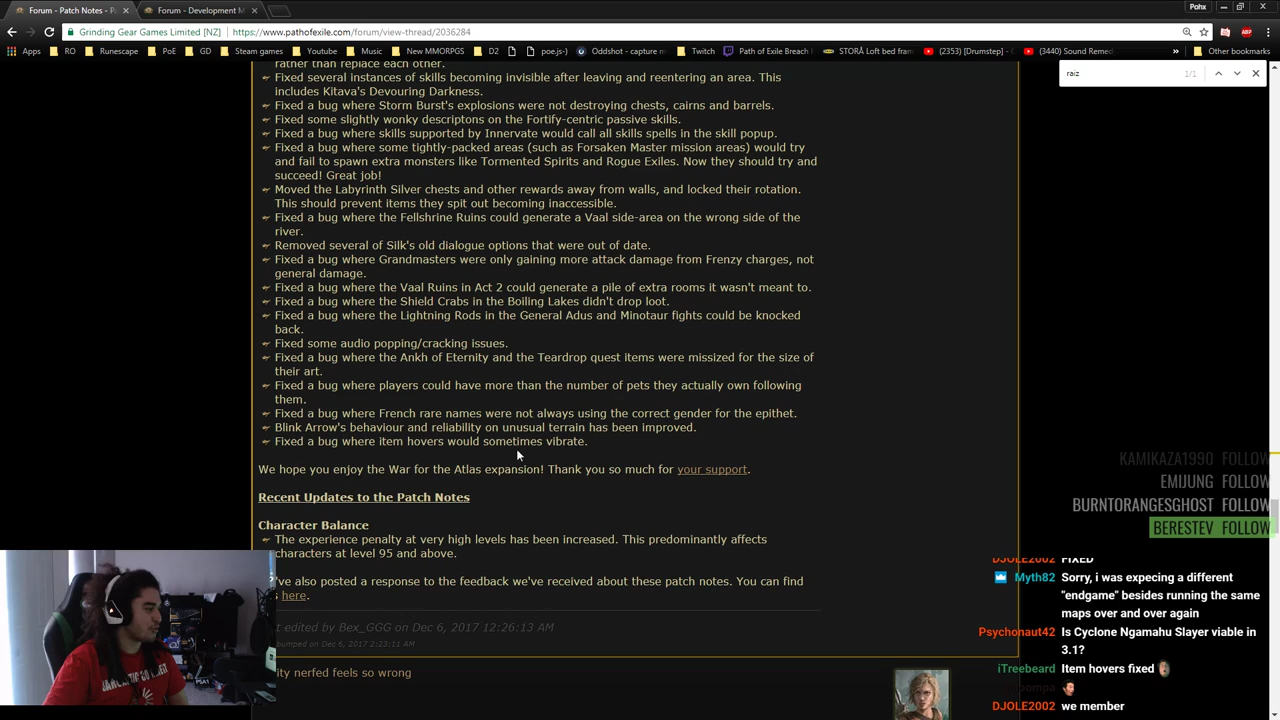 Forum - Patch Notes - Pa
Forum - Development M
Pohx
Grinding Gear Games Limited [NZ]
https://www.pathofexile.com/forum/view-thread/2036284
Apps
RO
Runescape
PoE
GD
Steam games
Youtube
Music
New MMORPGS
D2
poe.js-)
Oddshot - capture m
Twitch
Path of Exile Breach
STORÅ Loft bed fram
(2353) [Drumstep] —
(3440) Sound Remed
Other bookmarks
raiz
1/1
rather than replace each other.
Fixed several instances of skills becoming invisible after leaving and reentering an area. This
includes Kitava's Devouring Darkness.
Fixed a bug where Storm Burst's explosions were not destroying chests, cairns and barrels.
Fixed some slightly wonky descriptons on the Fortify-centric passive skills.
Fixed a bug where skills supported by Innervate would call all skills spells in the skill popup.
Fixed a bug where some tightly-packed areas (such as Forsaken Master mission areas) would try
and fail to spawn extra monsters like Tormented Spirits and Rogue Exiles. Now they should try and
succeed! Great job!
Moved the Labyrinth Silver chests and other rewards away from walls, and locked their rotation.
This should prevent items they spit out becoming inaccessible.
Fixed a bug where the Fellshrine Ruins could generate a Vaal side-area on the wrong side of the
river.
Removed several of Silk's old dialogue options that were out of date.
Fixed a bug where Grandmasters were only gaining more attack damage from Frenzy charges, not
general damage.
Fixed a bug where the Vaal Ruins in Act 2 could generate a pile of extra rooms it wasn't meant to.
Fixed a bug where the Shield Crabs in the Boiling Lakes didn't drop loot.
Fixed a bug where the Lightning Rods in the General Adus and Minotaur fights could be knocked
back.
Fixed some audio popping/cracking issues.
Fixed a bug where the Ankh of Eternity and the Teardrop quest items were missized for the size of
their art.
Fixed a bug where players could have more than the number of pets they actually own following
them.
Fixed a bug where French rare names were not always using the correct gender for the epithet.
Blink Arrow's behaviour and reliability on unusual terrain has been improved.
Fixed a bug where item hovers would sometimes vibrate.
We hope you enjoy the War for the Atlas expansion! Thank you so much for your support.
Recent Updates to the Patch Notes
Character Balance
The experience penalty at very high levels has been increased. This predominantly affects
characters at level 95 and above.
've also posted a response to the feedback we've received about these patch notes. You can find
s here.
t edited by Bex_GGG on Dec 6, 2017 12:26:13 AM
bumped on Dec 6, 2017 2:23:11 AM
ity nerfed feels so wrong
KAMIKAZA1990 FOLLOW
EMIJUNG FOLLOW
BURNTORANGESGHOST FOLLOW
BERESTEV FOLLOW
DJOLE2002 FIXED
Myth82 Sorry, i was expecing a different
"endgame" besides running the same
maps over and over again
Psychonaut42 Is Cyclone Ngamahu Slayer viable in
3.1?
iTreebeard Item hovers fixed
DJOLE2002 we member